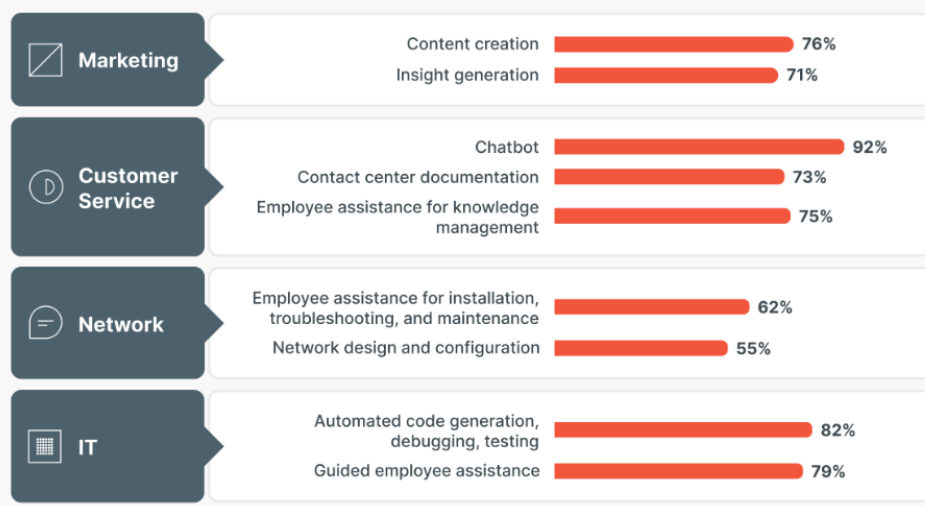 Marketing
Content creation 76%
Insight generation 71%
Customer
Service
Chatbot 92%
Contact center documentation 73%
Employee assistance for knowledge
management 75%
Network
Employee assistance for installation,
troubleshooting, and maintenance 62%
Network design and configuration 55%
IT
Automated code generation,
debugging, testing 82%
Guided employee assistance 79%